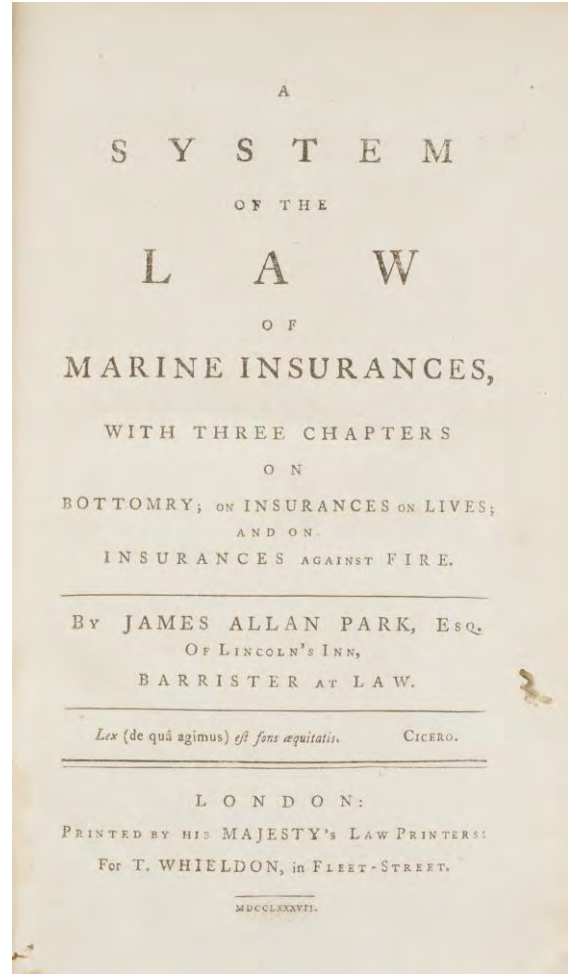 A
SYSTEM
OF THE
LAW
OF
MARINE INSURANCES,
WITH THREE CHAPTERS
ON
BOTTOMRY; ON INSURANCES ON LIVES;
AND ON
INSURANCES AGAINST FIRE.
BY JAMES ALLAN PARK, ESQ.
OF LINCOLN'S INN,
BARRISTER AT LAW.
Lex (de quâ agimus) eſt fons æquitatis. CICERO.
LONDON:
PRINTED BY HIS MAJESTY'S LAW PRINTERS:
For T. WHIELDON, in FLEET-STREET.
MDCCLXXXVII.